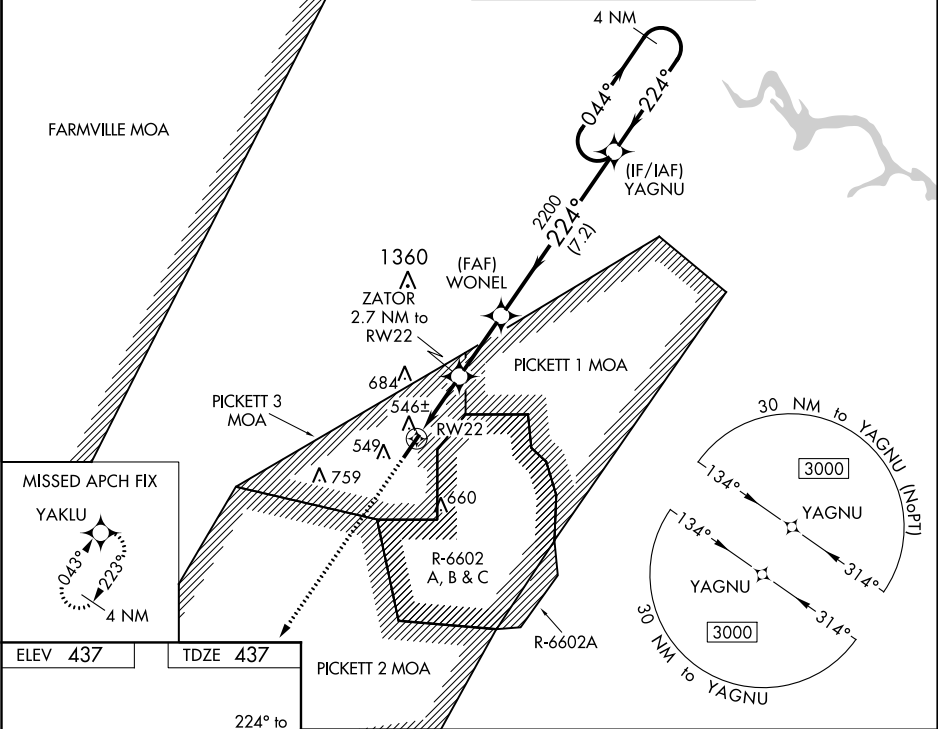 4 NM
044°
224°
FARMVILLE MOA
(IF/IAF)
YAGNU
2200
224°
(7.2)
1360
(FAF)
WONEL
ZATOR
2.7 NM to
RW22
PICKETT 1 MOA
684
PICKETT 3
MOA
546±
RW22
549
759
660
R-6602
A, B & C
R-6602A
PICKETT 2 MOA
MISSED APCH FIX
YAKLU
043°
223°
4 NM
30 NM to YAGNU (NoPT)
134°
3000
YAGNU
314°
134°
YAGNU
314°
3000
30 NM to YAGNU
ELEV 437
TDZE 437
224° to